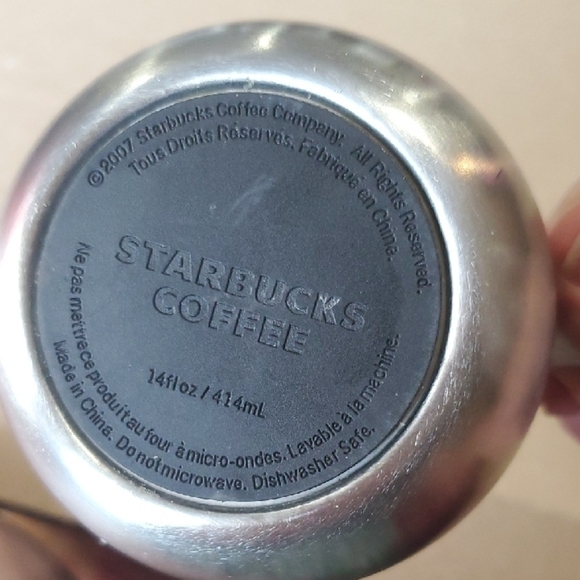 © 2007 Starbucks Coffee Company. All Rights Reserved.
Tous Droits Réservés. Fabriqué en China.
STARBUCKS
COFFEE
14fl oz / 414mL
Ne pas mettre ce produit au four à micro-ondes. Lavable à la machine.
Made in China. Do not microwave. Dishwasher Safe.